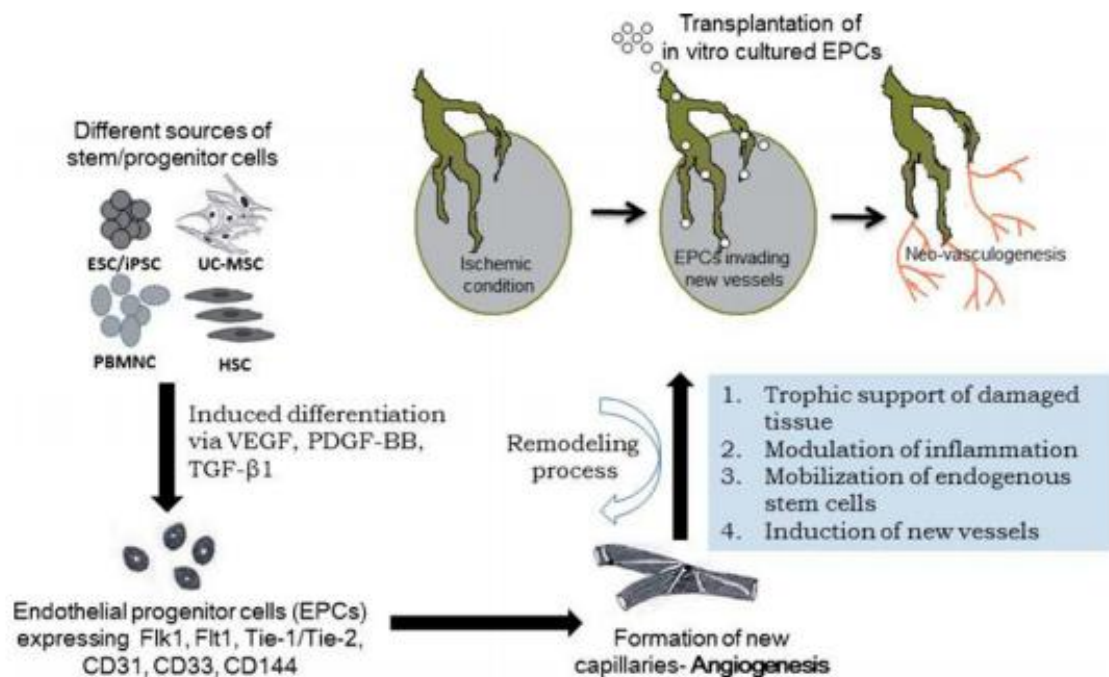 Transplantation of
in vitro cultured EPCs
Different sources of
stem/progenitor cells
ESC/iPSC
UC-MSC
PBMNC
HSC
Ischemic
condition
EPCs invading
new vessels
Neo-vasculogenesis
Induced differentiation
via VEGF, PDGF-BB,
TGF-β1
Remodeling
process
1. Trophic support of damaged
tissue
2. Modulation of inflammation
3. Mobilization of endogenous
stem cells
4. Induction of new vessels
Endothelial progenitor cells (EPCs)
expressing Flk1, Flt1, Tie-1/Tie-2,
CD31, CD33, CD144
Formation of new
capillaries- Angiogenesis